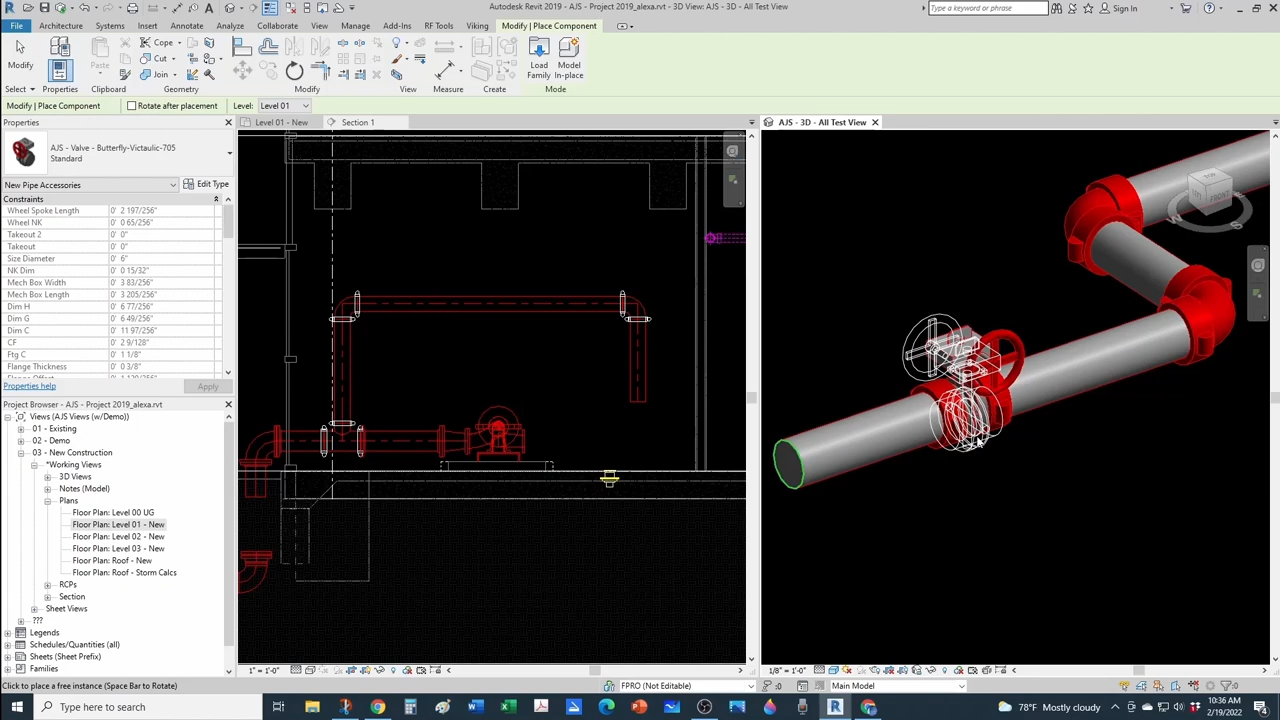 Autodesk Revit 2019 - AJS - Project 2019_alexa.rvt - 3D View: AJS - 3D - All Test View
Type a keyword or phrase
Sign In
File
Architecture
Systems
Insert
Annotate
Analyze
Collaborate
View
Manage
Add-Ins
RF Tools
Viking
Modify | Place Component
Modify
Paste
Cope
Cut
Join
Load
Family
Model
In-place
Select
Properties
Clipboard
Geometry
Modify
View
Measure
Create
Mode
Modify | Place Component
Rotate after placement
Level:
Level 01
Properties
AJS - Valve - Butterfly-Victaulic-705
Standard
New Pipe Accessories
Edit Type
Constraints
Wheel Spoke Length 0' 2 197/256"
Wheel NK 0' 0 65/256"
Takeout 2 0' 0"
Takeout 0' 0"
Size Diameter 0' 6"
NK Dim 0' 0 15/32"
Mech Box Width 0' 3 83/256"
Mech Box Length 0' 3 205/256"
Dim H 0' 6 77/256"
Dim G 0' 6 49/256"
Dim C 0' 11 97/256"
CF 0' 2 9/128"
Ftg C 0' 1 1/8"
Flange Thickness 0' 0 3/8"
Properties help
Apply
Project Browser - AJS - Project 2019_alexa.rvt
Views (AJS Views (w/Demo))
01 - Existing
02 - Demo
03 - New Construction
*Working Views
3D Views
Notes (Model)
Plans
Floor Plan: Level 00 UG
Floor Plan: Level 01 - New
Floor Plan: Level 02 - New
Floor Plan: Level 03 - New
Floor Plan: Roof - New
Floor Plan: Roof - Storm Calcs
RCPs
Section
Sheet Views
???
Legends
Schedules/Quantities (all)
Sheets (Sheet Prefix)
Families
Level 01 - New
Section 1
1" = 1'-0"
AJS - 3D - All Test View
TOP
FRONT
1/8" = 1'-0"
Click to place a free instance (Spacebar to Rotate)
FPRO (Not Editable)
:0
Main Model
:0
Type here to search
78°F Mostly cloudy
10:36 AM
2/19/2022